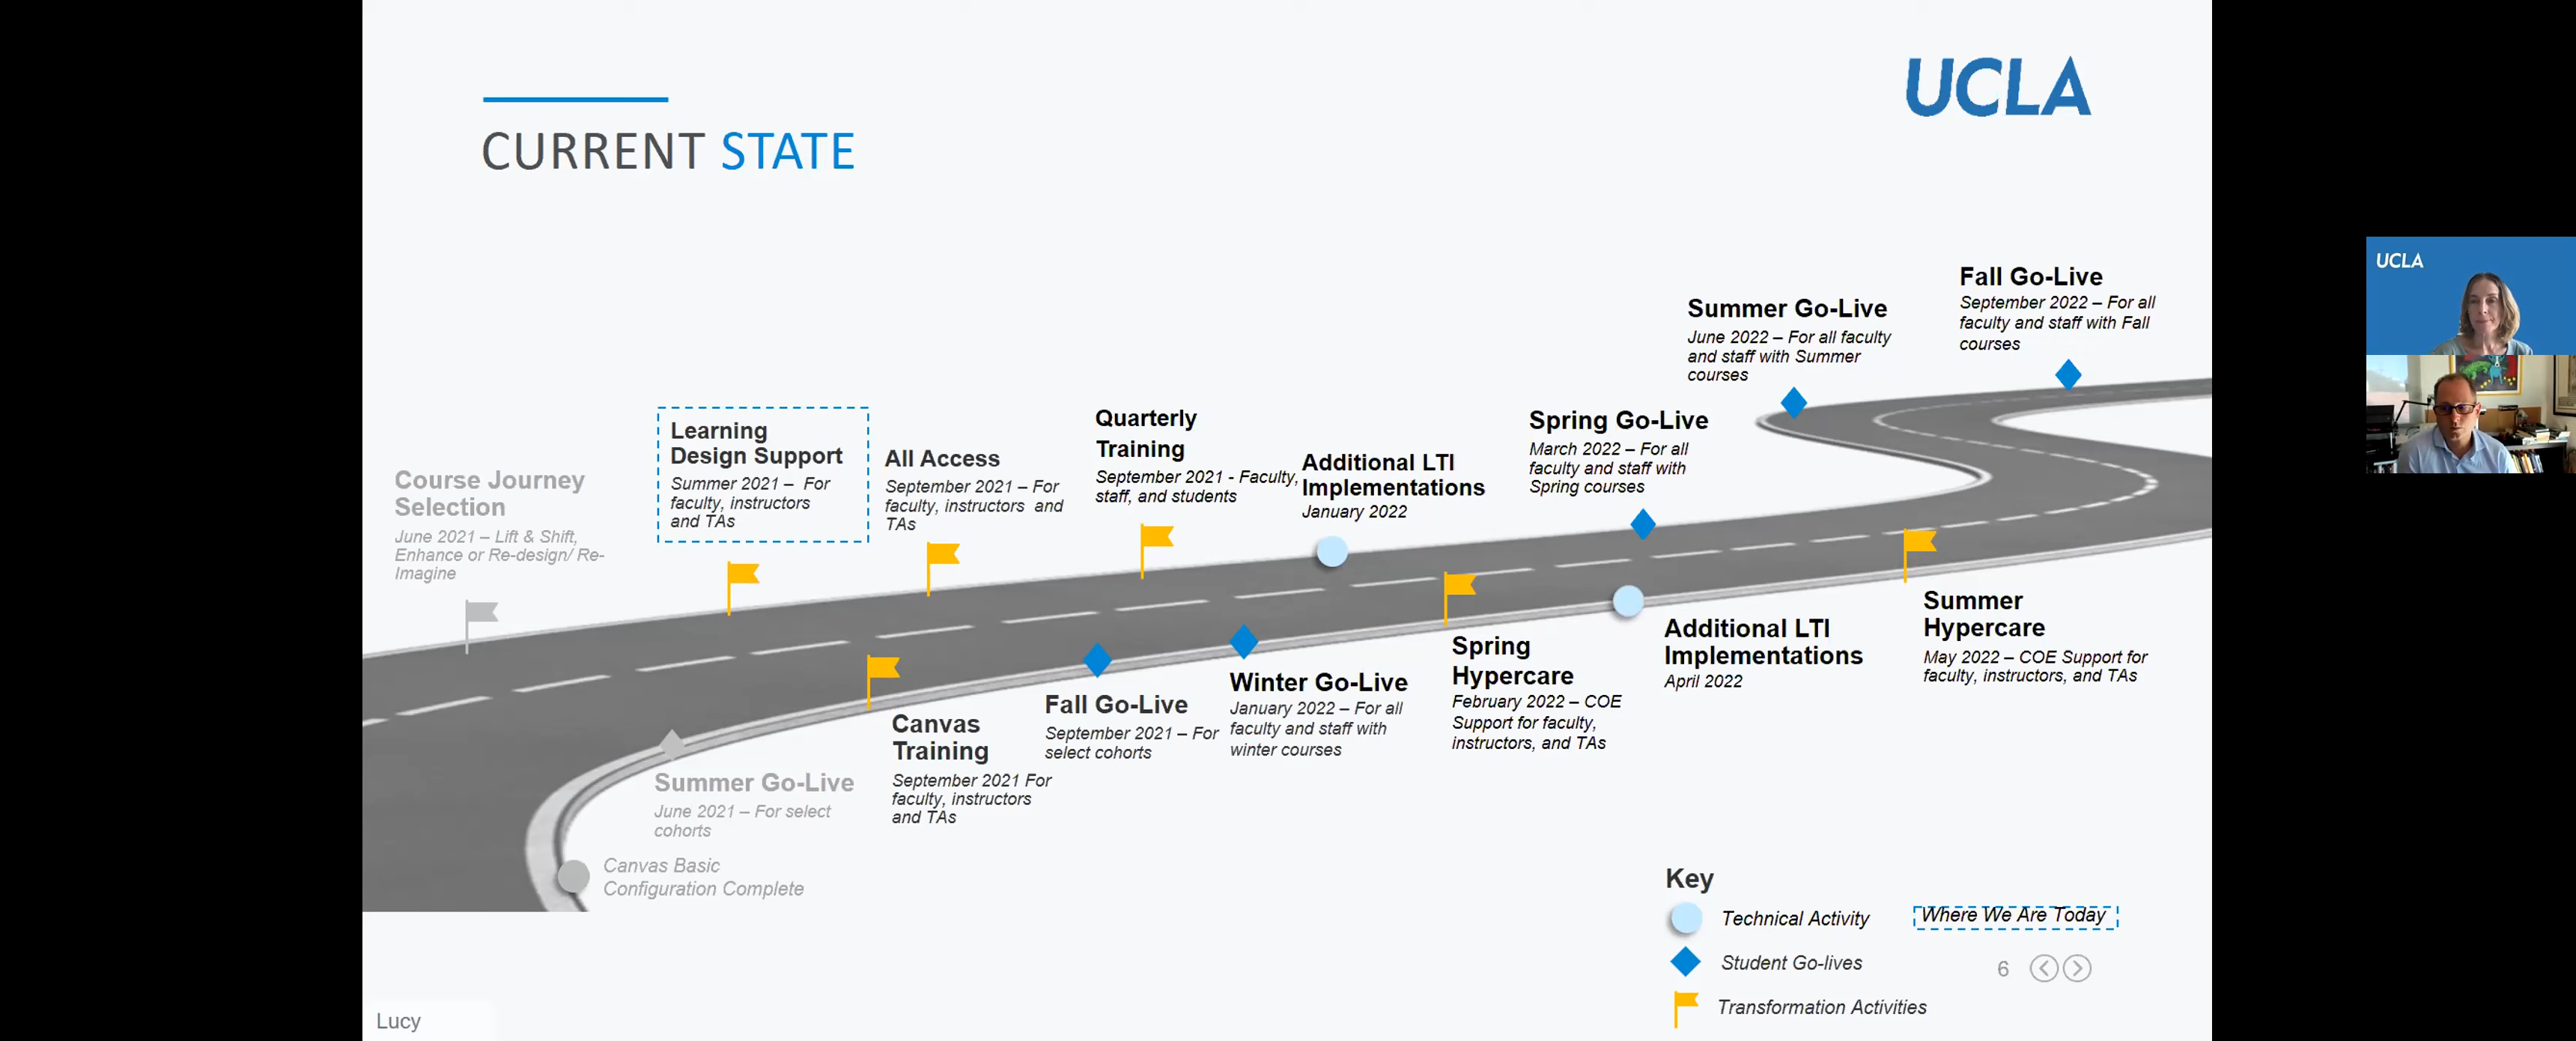 UCLA
CURRENT STATE
Fall Go-Live
September 2022 – For all
faculty and staff with Fall
courses
Summer Go-Live
June 2022 – For all faculty
and staff with Summer
courses
Spring Go-Live
March 2022 – For all
faculty and staff with
Spring courses
Quarterly
Training
September 2021 - Faculty,
staff, and students
Additional LTI
Implementations
January 2022
Learning
Design Support
Summer 2021 – For
faculty, instructors
and TAs
All Access
September 2021 – For
faculty, instructors and
TAs
Course Journey
Selection
June 2021 – Lift & Shift,
Enhance or Re-design/ Re-
Imagine
Summer
Hypercare
May 2022 – COE Support for
faculty, instructors, and TAs
Additional LTI
Implementations
April 2022
Spring
Hypercare
February 2022 – COE
Support for faculty,
instructors, and TAs
Winter Go-Live
January 2022 – For all
faculty and staff with
winter courses
Fall Go-Live
September 2021 – For
select cohorts
Canvas
Training
September 2021 For
faculty, instructors
and TAs
Summer Go-Live
June 2021 – For select
cohorts
Canvas Basic
Configuration Complete
Key
Technical Activity
Where We Are Today
Student Go-lives
6
Transformation Activities
Lucy
UCLA